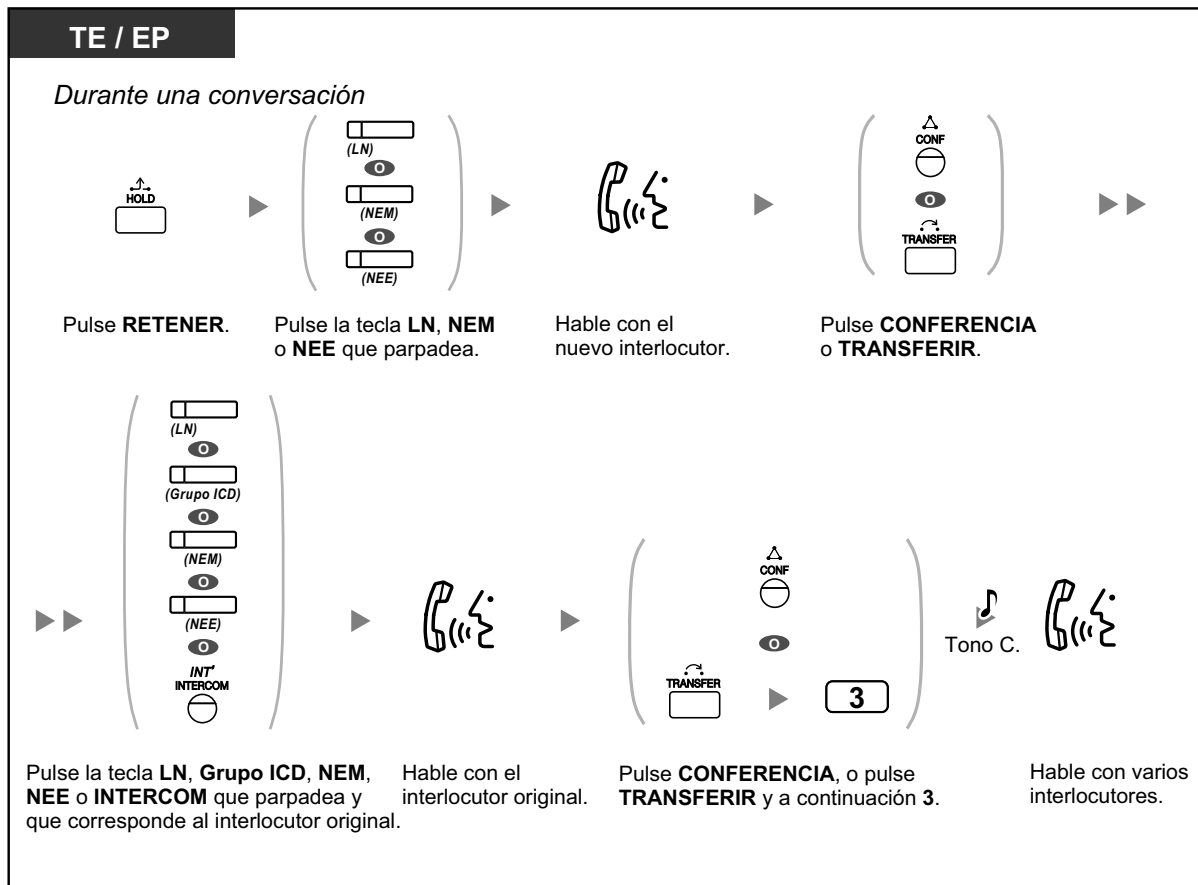 TE / EP
Durante una conversación
HOLD
(LN)
O
(NEM)
O
(NEE)
CONF
O
TRANSFER
Pulse RETENER.
Pulse la tecla LN, NEM
o NEE que parpadea.
Hable con el
nuevo interlocutor.
Pulse CONFERENCIA
o TRANSFERIR.
(LN)
O
(Grupo ICD)
O
(NEM)
O
(NEE)
O
INT'
INTERCOM
CONF
O
TRANSFER
3
Tono C.
Pulse la tecla LN, Grupo ICD, NEM,
NEE o INTERCOM que parpadea y
que corresponde al interlocutor original.
Hable con el
interlocutor original.
Pulse CONFERENCIA, o pulse
TRANSFERIR y a continuación 3.
Hable con varios
interlocutores.